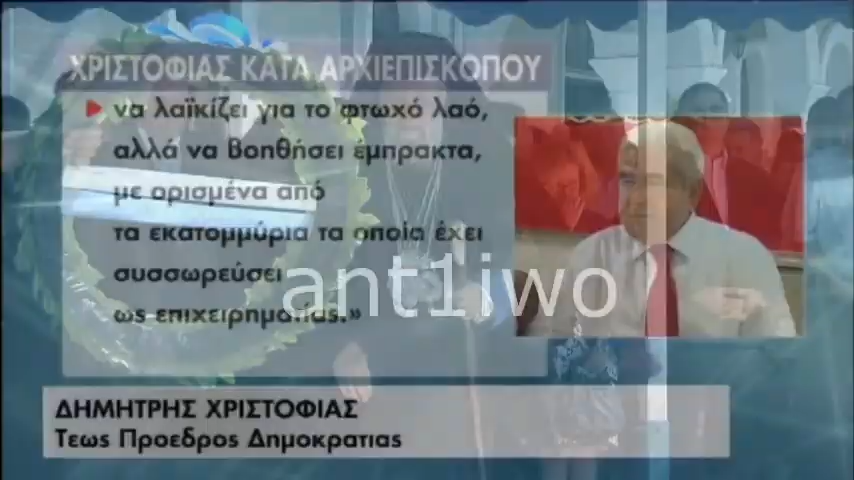 ΧΡΙΣΤΟΦΙΑΣ ΚΑΤΑ ΑΡΧΙΕΠΙΣΚΟΠΟΥ
να λαϊκίζει για το φτωχό λαό,
αλλά να βοηθήσει έμπρακτα,
με ορισμένα από
τα εκατομμύρια τα οποία έχει
συσσωρεύσει
ως επιχειρηματίας.»
ant1iwo
ΔΗΜΗΤΡΗΣ ΧΡΙΣΤΟΦΙΑΣ
Τεως Προεδρος Δημοκρατιας